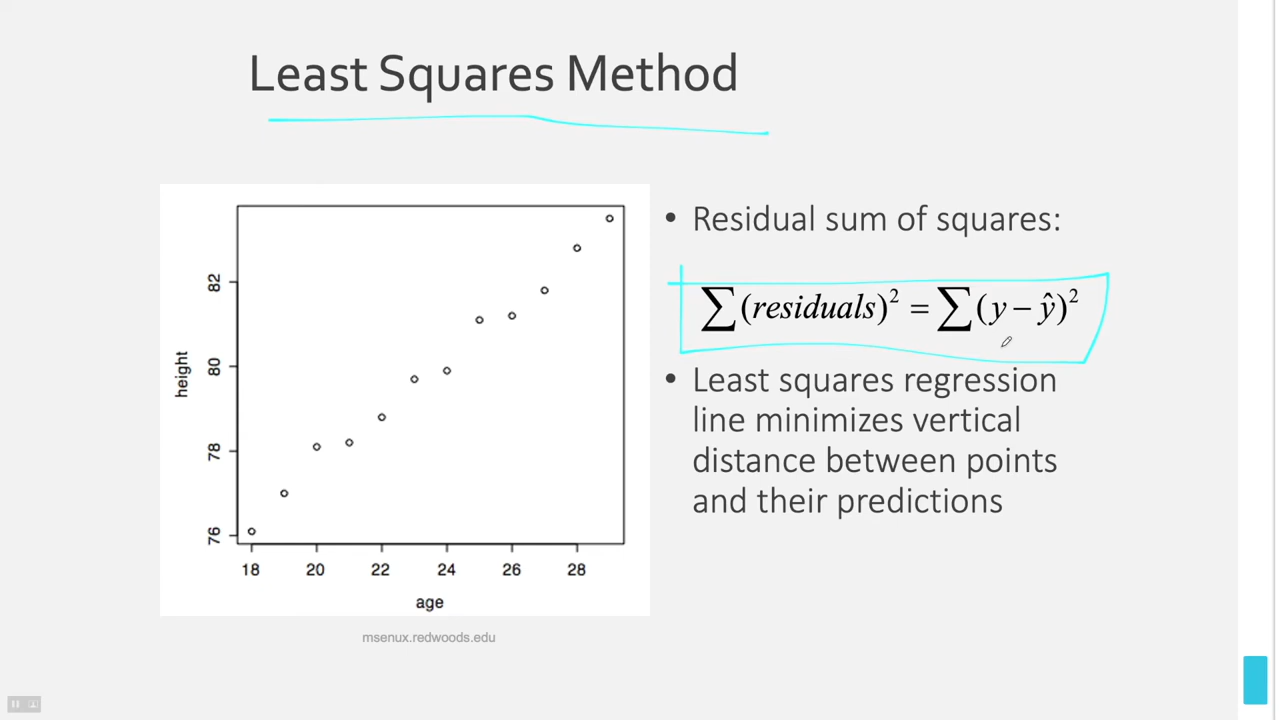 Least Squares Method
82
80
78
76
height
18 20 22 24 26 28
age
msenux.redwoods.edu
• Residual sum of squares:
∑(residuals)² = ∑(y − ŷ)²
• Least squares regression
line minimizes vertical
distance between points
and their predictions